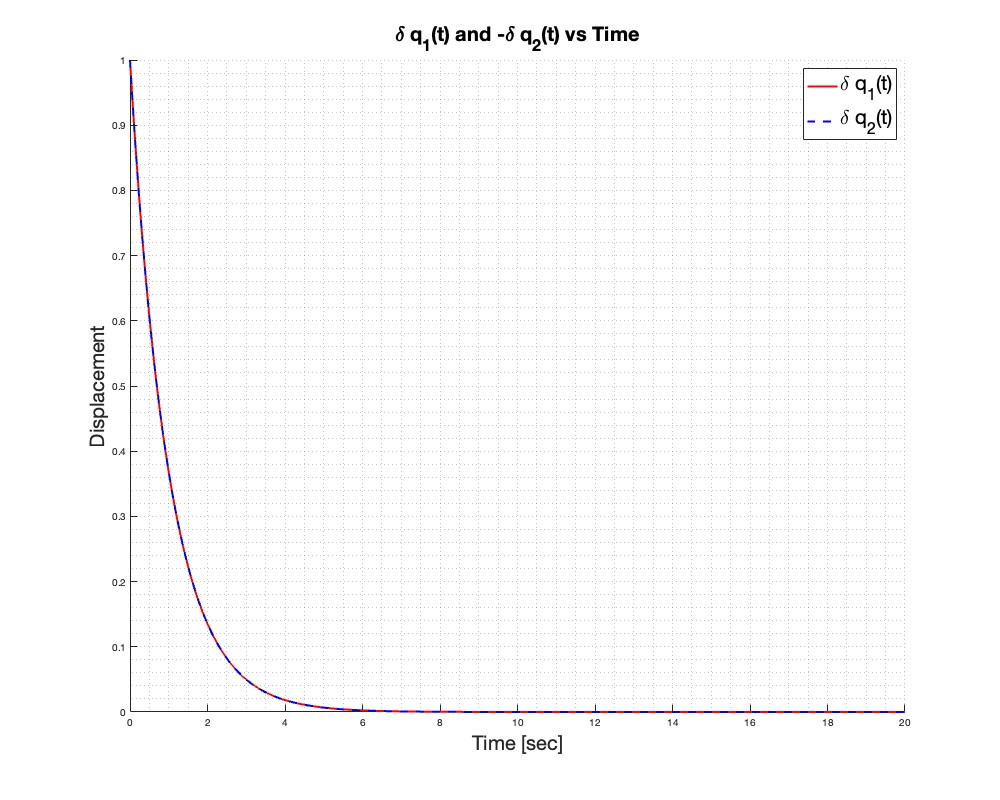 δ q1(t) and -δ q2(t) vs Time
δ q1(t)
δ q2(t)
Displacement
1
0.9
0.8
0.7
0.6
0.5
0.4
0.3
0.2
0.1
0
0 2 4 6 8 10 12 14 16 18 20
Time [sec]